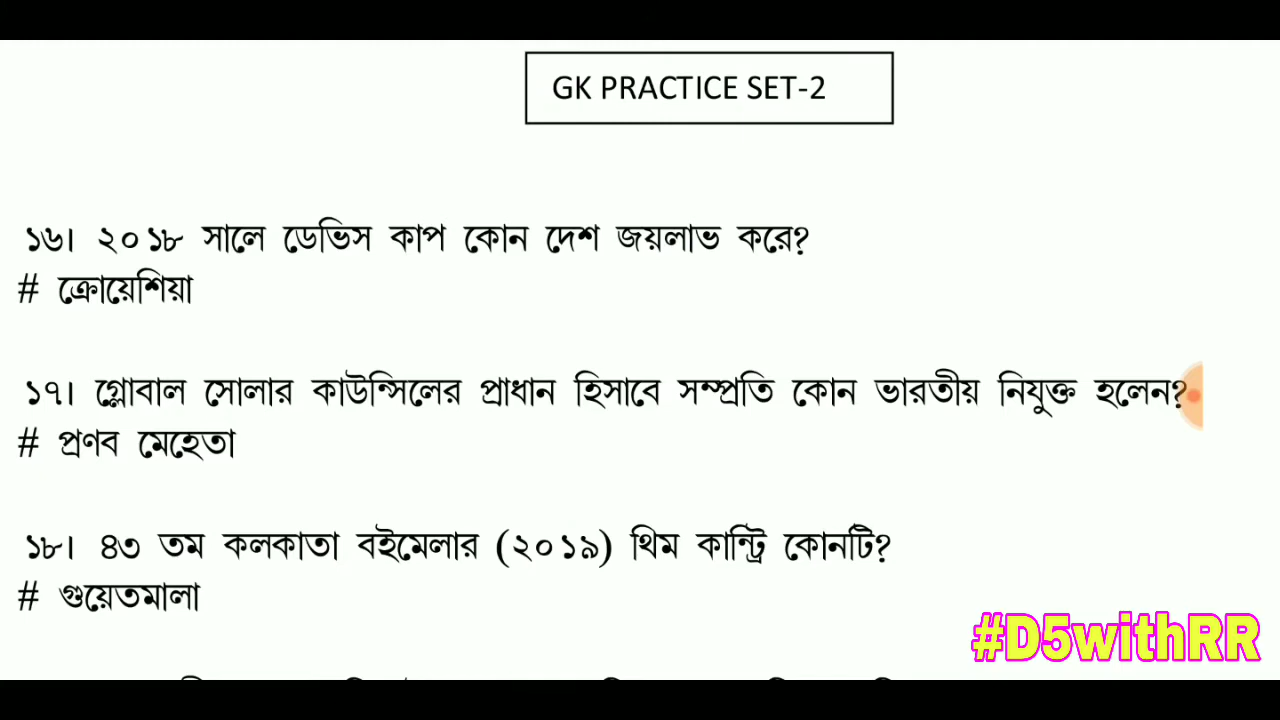 GK PRACTICE SET-2
১৬। ২০১৮ সালে ডেভিস কাপ কোন দেশ জয়লাভ করে?
# ক্রোয়েশিয়া
১৭। গ্লোবাল সোলার কাউন্সিলের প্রাধান হিসাবে সম্প্রতি কোন ভারতীয় নিযুক্ত হলেন?
# প্রণব মেহেতা
১৮। ৪৩ তম কলকাতা বইমেলার (২০১৯) থিম কান্ট্রি কোনটি?
# গুয়েতমালা
#D5withRR